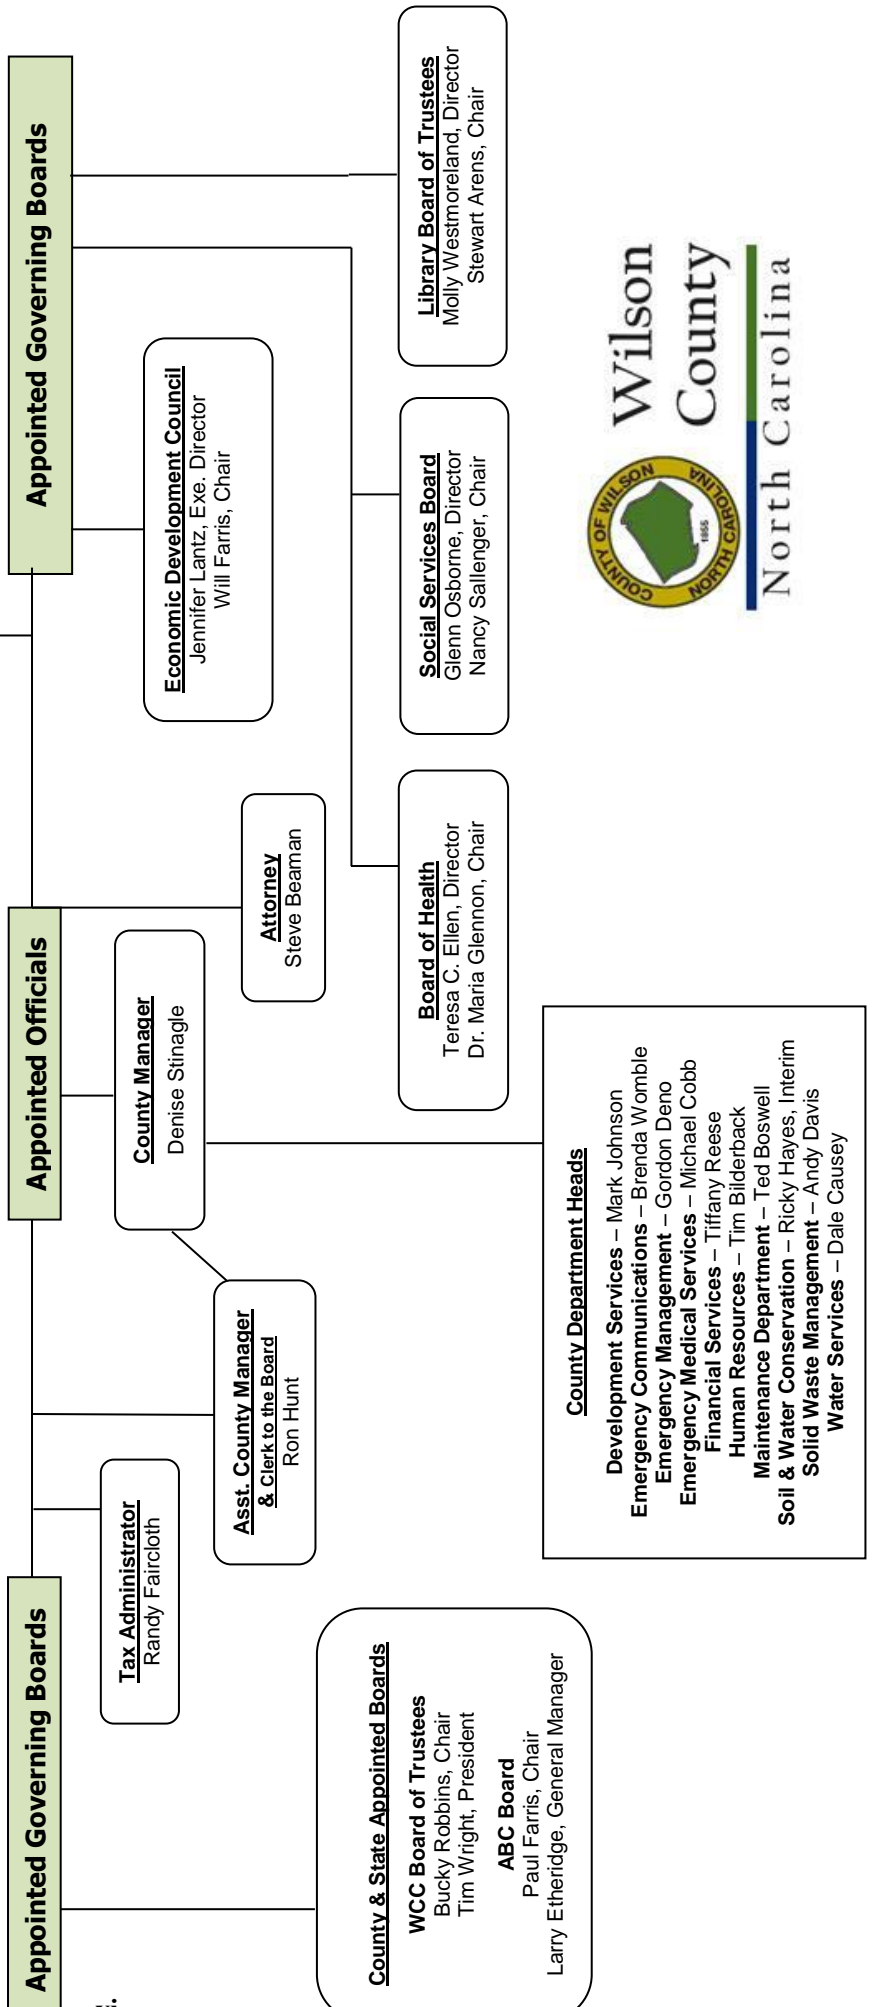 Appointed Governing Boards
Appointed Officials
Appointed Governing Boards
Tax Administrator
Randy Faircloth
Asst. County Manager
& Clerk to the Board
Ron Hunt
County Manager
Denise Stinagle
Attorney
Steve Beaman
Economic Development Council
Jennifer Lantz, Exe. Director
Will Farris, Chair
County & State Appointed Boards
WCC Board of Trustees
Bucky Robbins, Chair
Tim Wright, President
ABC Board
Paul Farris, Chair
Larry Etheridge, General Manager
Board of Health
Teresa C. Ellen, Director
Dr. Maria Glennon, Chair
Social Services Board
Glenn Osborne, Director
Nancy Sallenger, Chair
Library Board of Trustees
Molly Westmoreland, Director
Stewart Arens, Chair
County Department Heads
Development Services – Mark Johnson
Emergency Communications – Brenda Womble
Emergency Management – Gordon Deno
Emergency Medical Services – Michael Cobb
Financial Services – Tiffany Reese
Human Resources – Tim Bilderback
Maintenance Department – Ted Boswell
Soil & Water Conservation – Ricky Hayes, Interim
Solid Waste Management – Andy Davis
Water Services – Dale Causey
COUNTY OF WILSON
1855
NORTH CAROLINA
Wilson
County
North Carolina